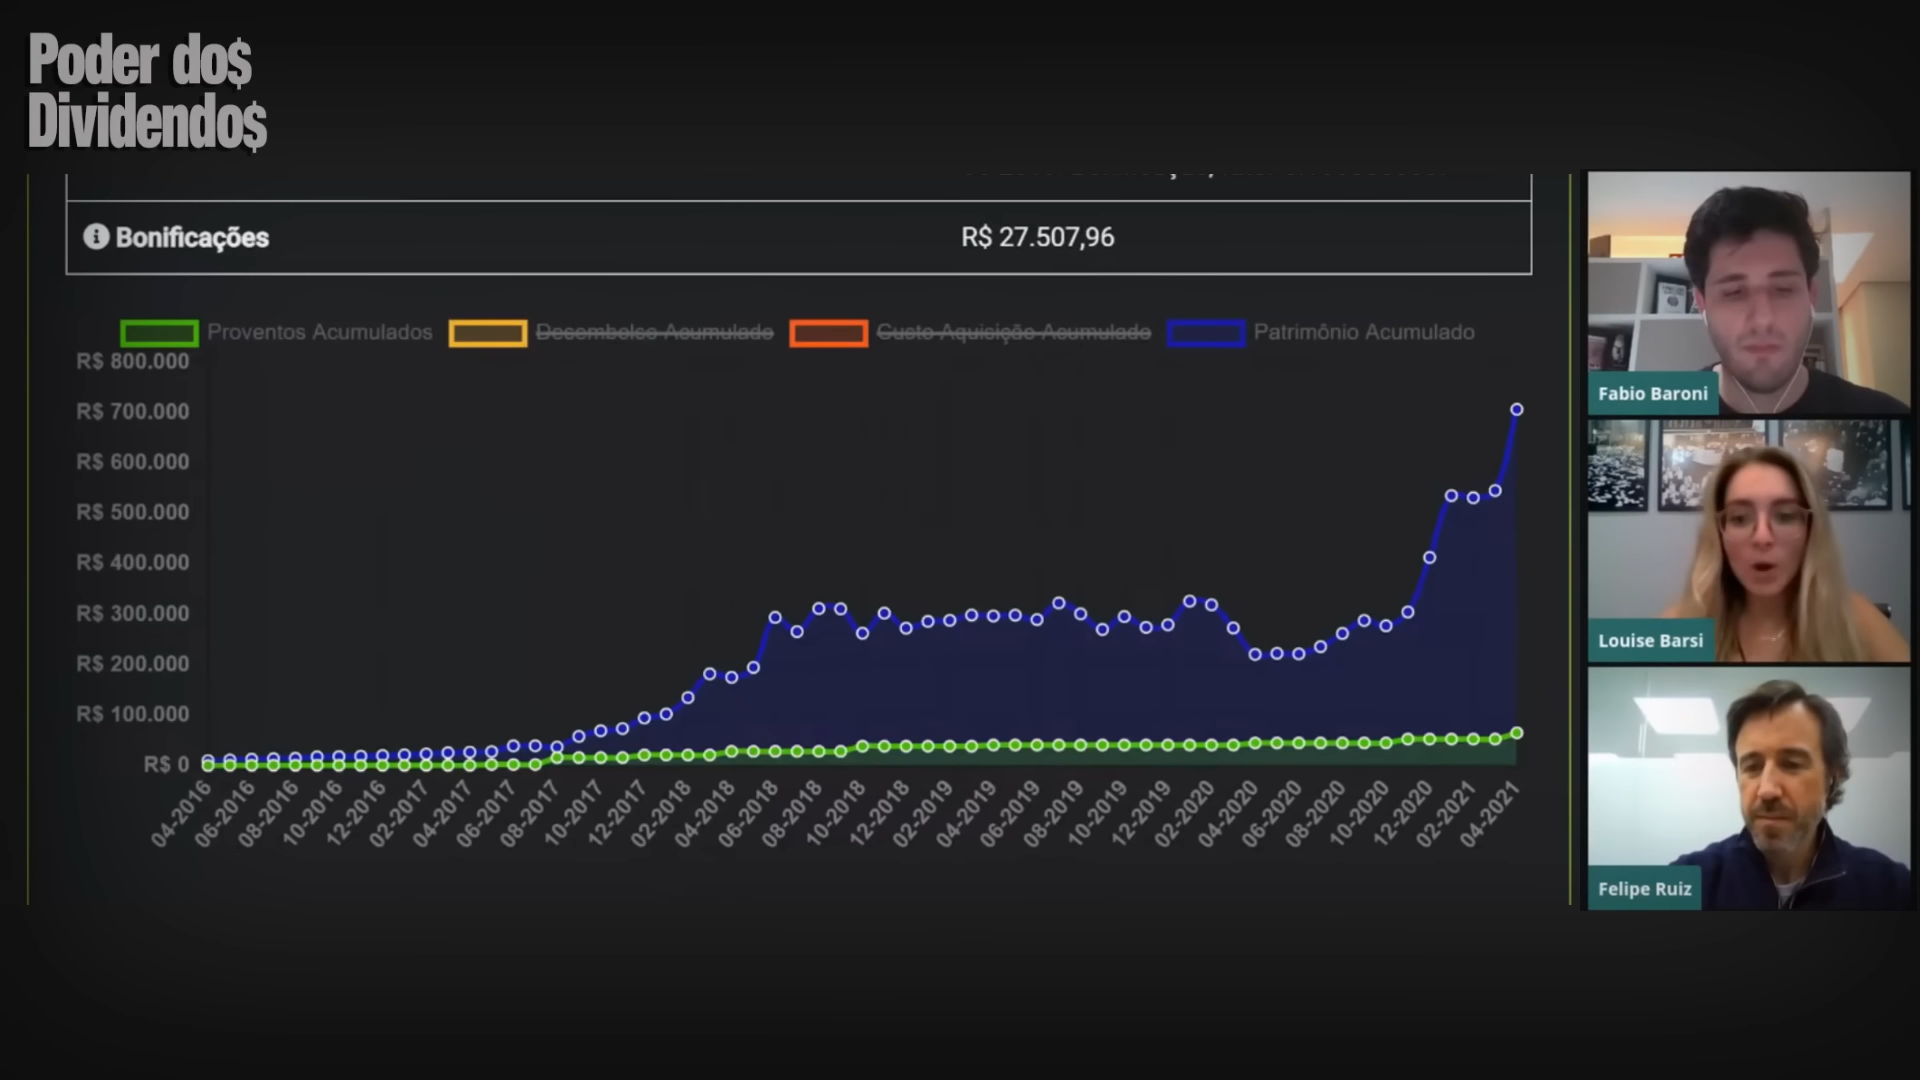 Poder do$
Dividendo$
Bonificações
R$ 27.507,96
Proventos Acumulados
Desembolso Acumulado
Custo Aquisição Acumulado
Patrimônio Acumulado
R$ 800.000
R$ 700.000
R$ 600.000
R$ 500.000
R$ 400.000
R$ 300.000
R$ 200.000
R$ 100.000
R$ 0
04-2016
06-2016
08-2016
10-2016
12-2016
02-2017
04-2017
06-2017
08-2017
10-2017
12-2017
02-2018
04-2018
06-2018
08-2018
10-2018
12-2018
02-2019
04-2019
06-2019
08-2019
10-2019
12-2019
02-2020
04-2020
06-2020
08-2020
10-2020
12-2020
02-2021
04-2021
Fabio Baroni
Louise Barsi
Felipe Ruiz